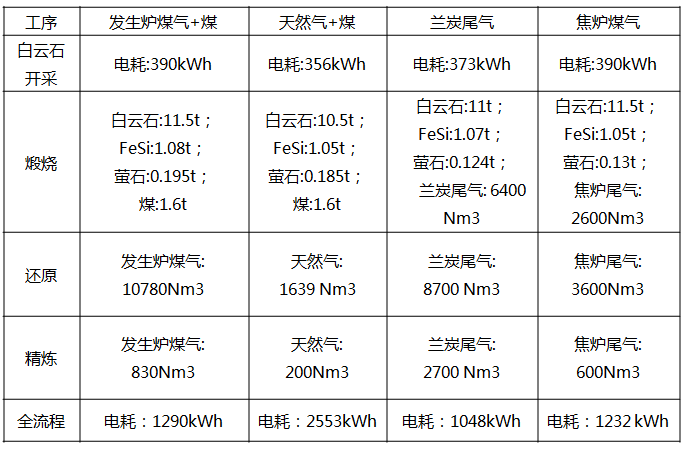 工序 发生炉煤气+煤 天然气+煤 兰炭尾气 焦炉煤气
白云石
开采
电耗:390kWh 电耗:356kWh 电耗:373kWh 电耗:390kWh
煅烧
白云石:11.5t；
FeSi:1.08t；
萤石:0.195t；
煤:1.6t
白云石:10.5t；
FeSi:1.05t；
萤石:0.185t；
煤:1.6t
白云石:11t；
FeSi:1.07t；
萤石:0.124t；
兰炭尾气: 6400
Nm3
白云石:11.5t；
FeSi:1.05t；
萤石:0.13t；
焦炉尾气:
2600Nm3
还原
发生炉煤气:
10780Nm3
天然气:
1639 Nm3
兰炭尾气:
8700 Nm3
焦炉尾气:
3600Nm3
精炼
发生炉煤气:
830Nm3
天然气:
200Nm3
兰炭尾气:
2700 Nm3
焦炉尾气:
600Nm3
全流程 电耗：1290kWh 电耗：2553kWh 电耗：1048kWh 电耗：1232 kWh